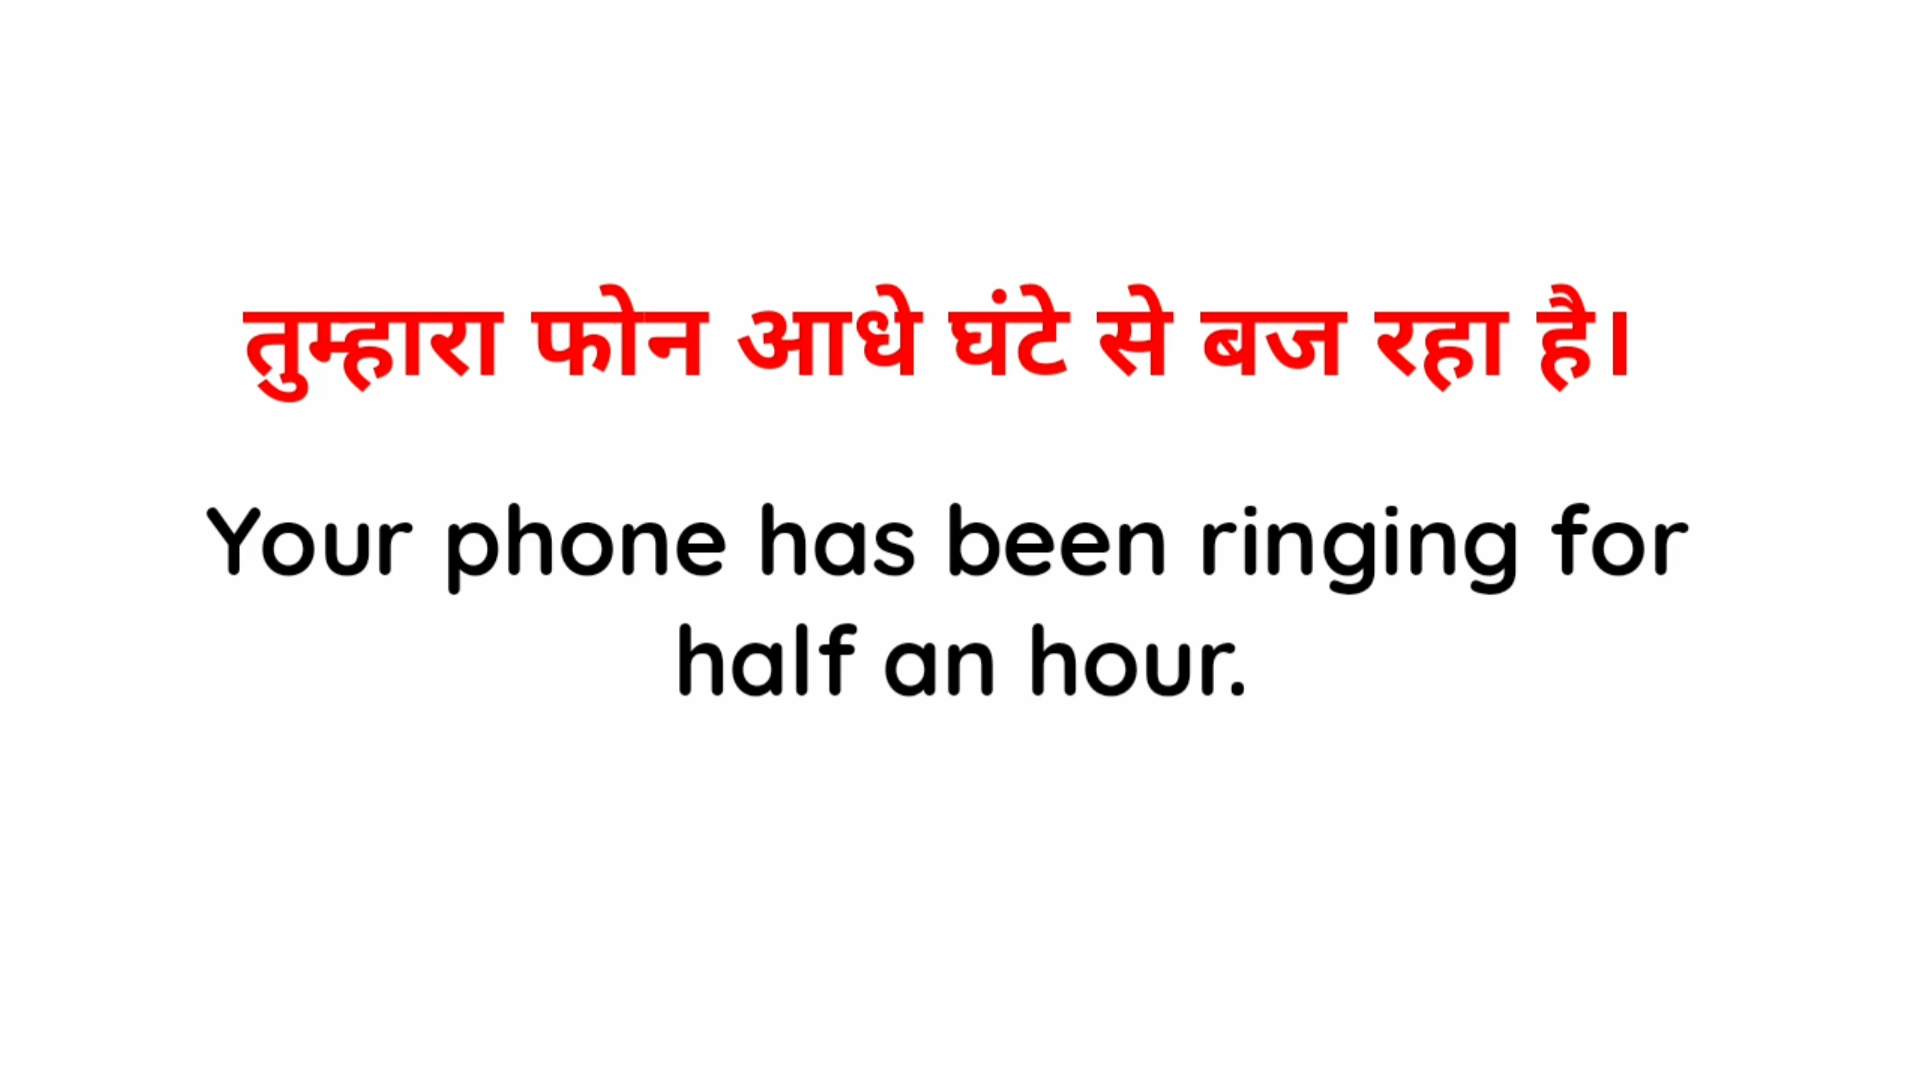 तुम्हारा फोन आधे घंटे से बज रहा है।
Your phone has been ringing for
half an hour.